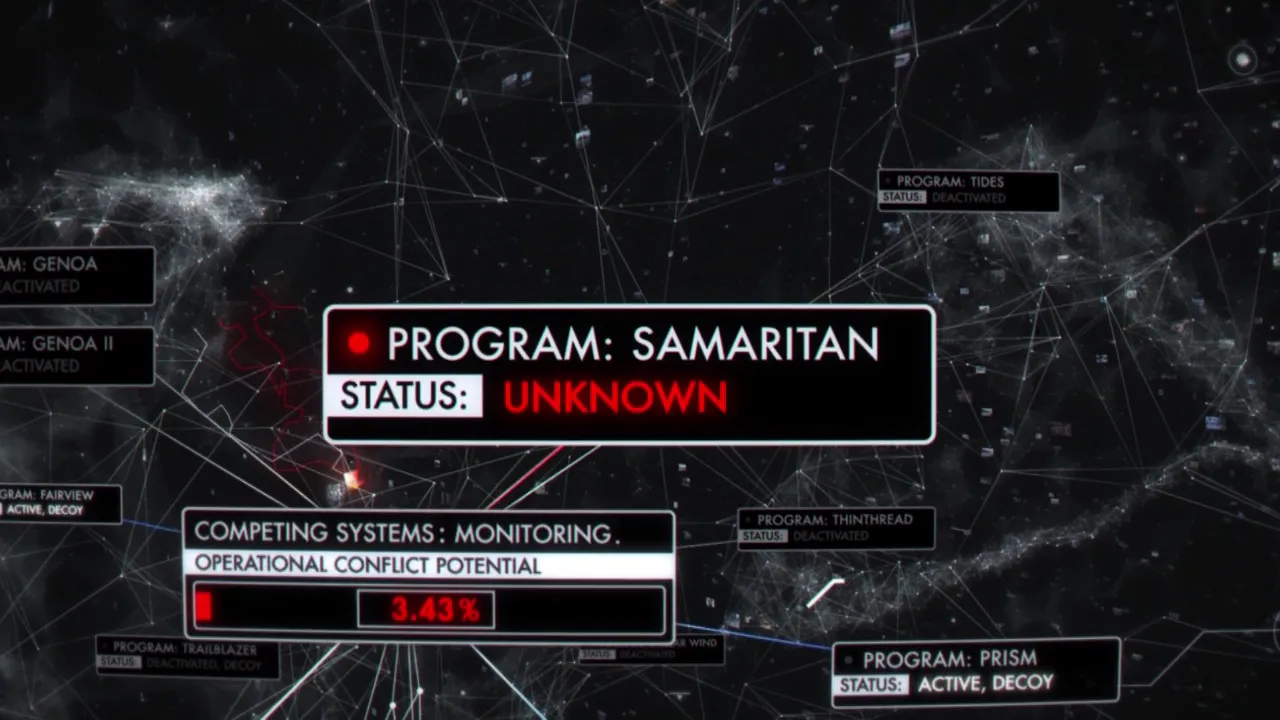 PROGRAM: TIDES
STATUS: DEACTIVATED
AM: GENOA
ACTIVATED
AM: GENOA II
ACTIVATED
PROGRAM: SAMARITAN
STATUS: UNKNOWN
GRAM: FAIRVIEW
ACTIVE, DECOY
COMPETING SYSTEMS: MONITORING.
OPERATIONAL CONFLICT POTENTIAL
3.43%
PROGRAM: THINTHREAD
STATUS: DEACTIVATED
PROGRAM: TRAILBLAZER
STATUS: DEACTIVATED, DECOY
AR WIND
STATUS: DEACTIVATED
PROGRAM: PRISM
STATUS: ACTIVE, DECOY